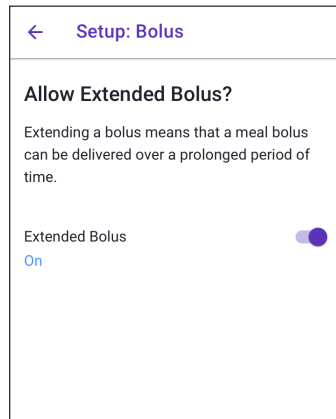 Setup: Bolus
Allow Extended Bolus?
Extending a bolus means that a meal bolus
can be delivered over a prolonged period of
time.
Extended Bolus
On